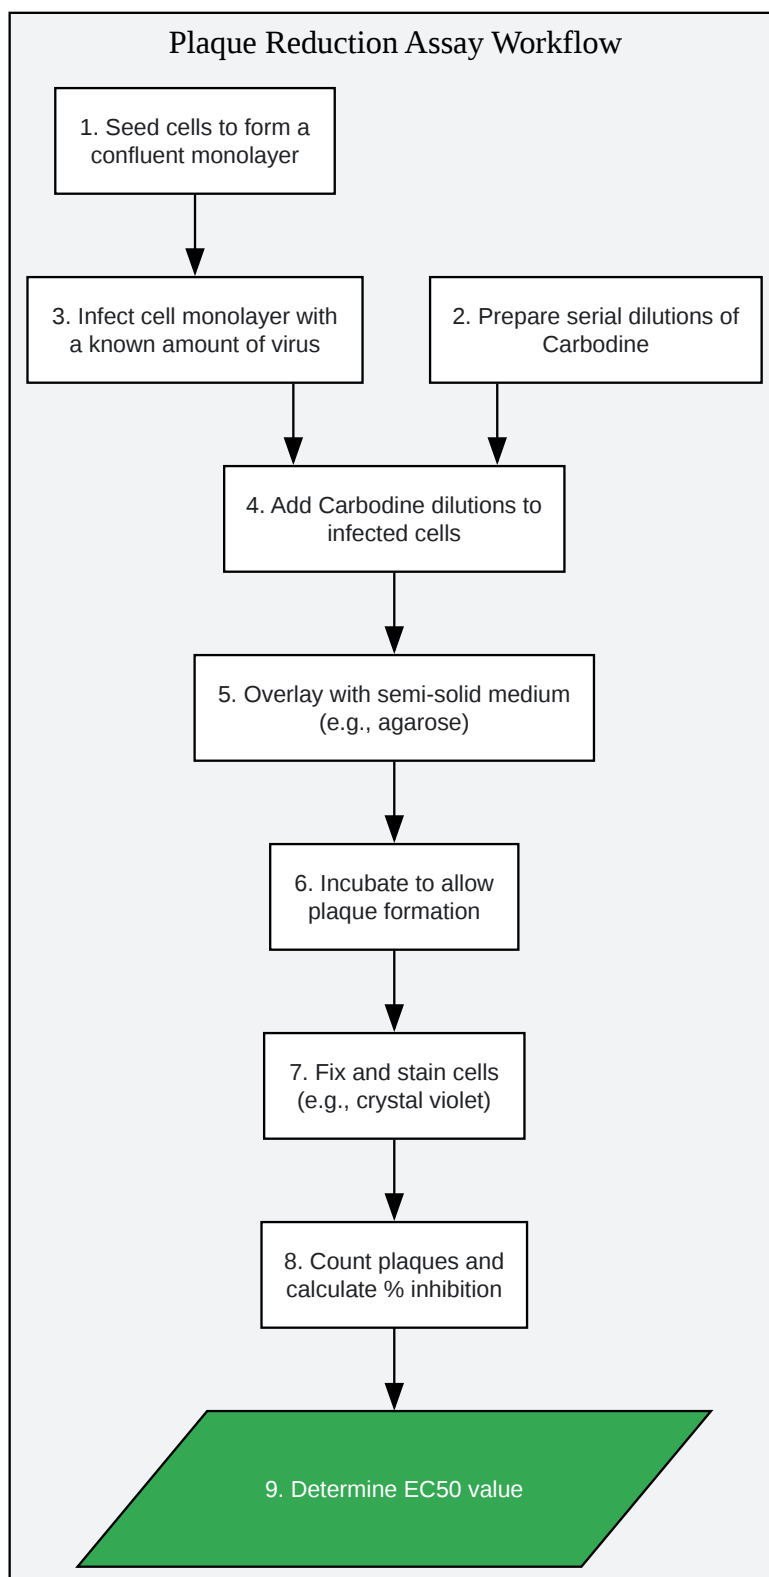 Plaque Reduction Assay Workflow
1. Seed cells to form a
confluent monolayer
3. Infect cell monolayer with
a known amount of virus
2. Prepare serial dilutions of
Carbodine
4. Add Carbodine dilutions to
infected cells
5. Overlay with semi-solid medium
(e.g., agarose)
6. Incubate to allow
plaque formation
7. Fix and stain cells
(e.g., crystal violet)
8. Count plaques and
calculate % inhibition
9. Determine EC50 value